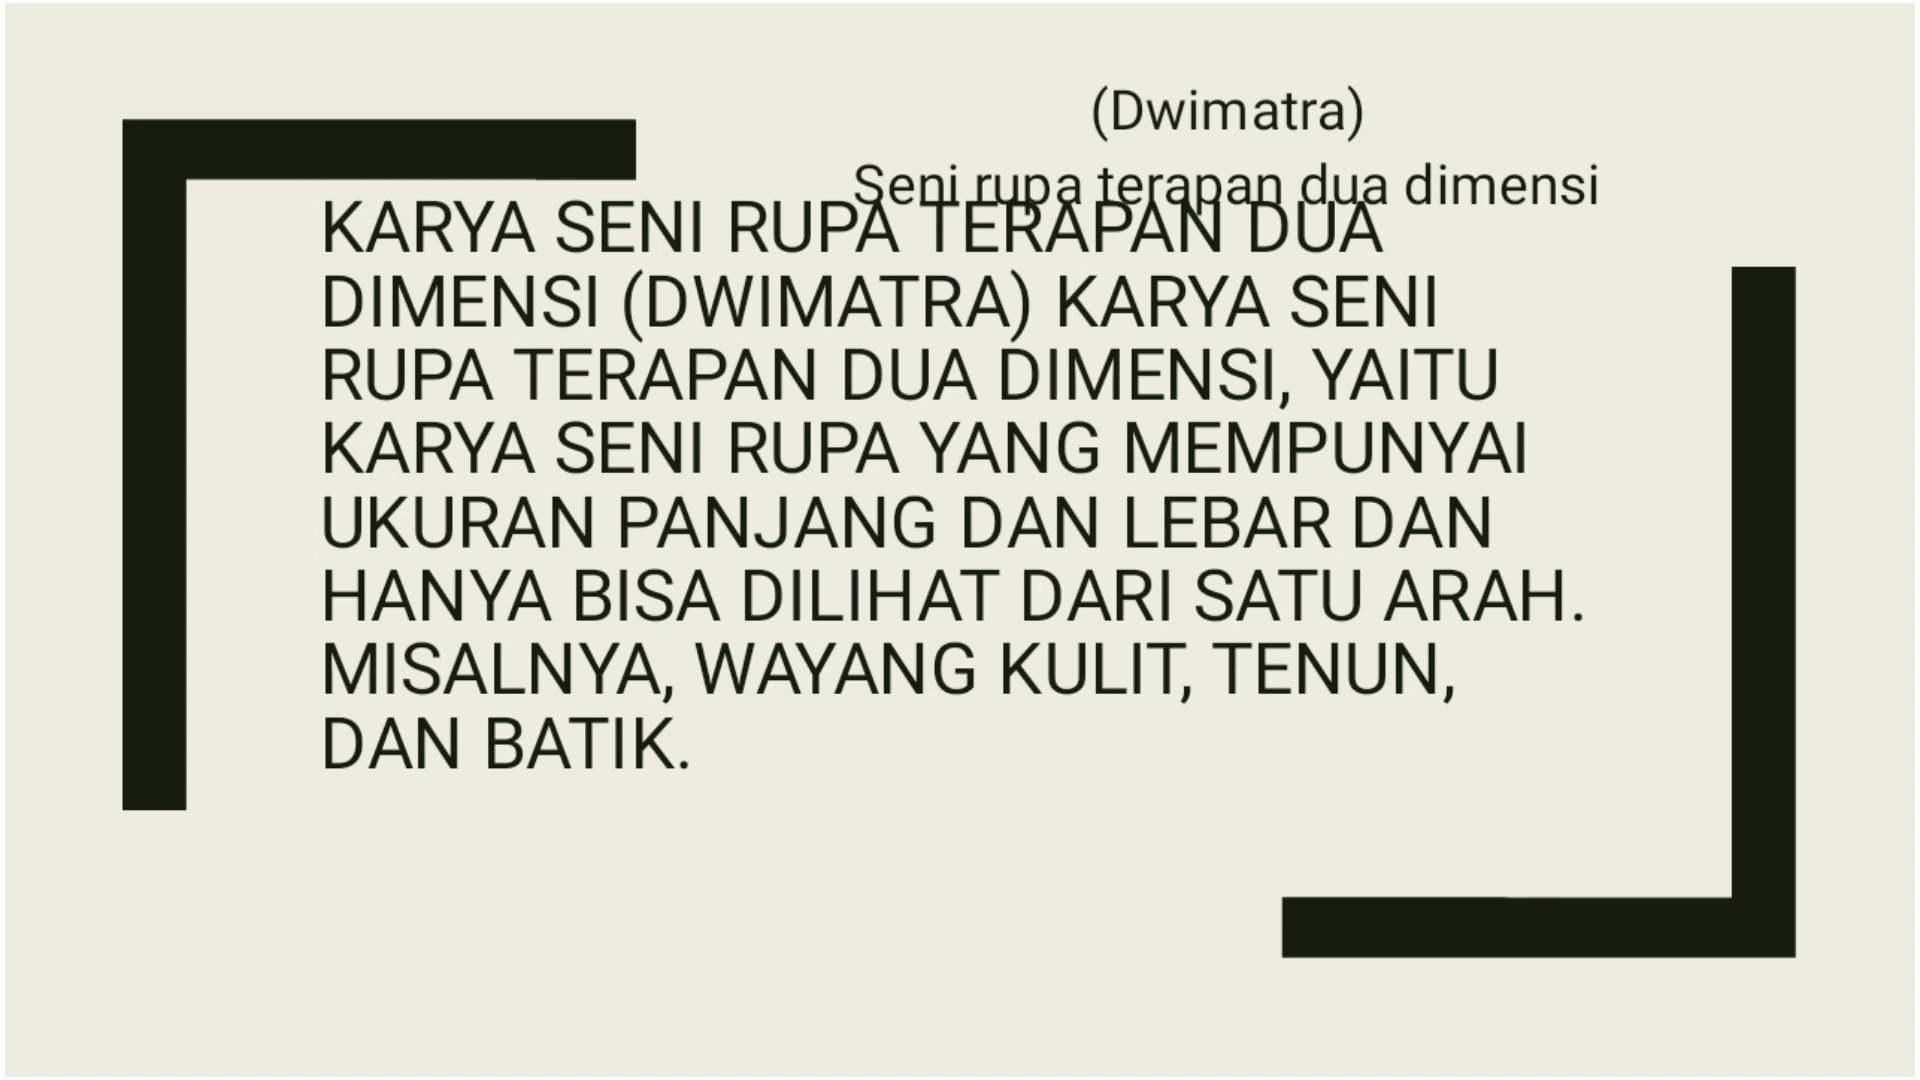 (Dwimatra)
Seni rupa terapan dua dimensi
KARYA SENI RUPA TERAPAN DUA
DIMENSI (DWIMATRA) KARYA SENI
RUPA TERAPAN DUA DIMENSI, YAITU
KARYA SENI RUPA YANG MEMPUNYAI
UKURAN PANJANG DAN LEBAR DAN
HANYA BISA DILIHAT DARI SATU ARAH.
MISALNYA, WAYANG KULIT, TENUN,
DAN BATIK.